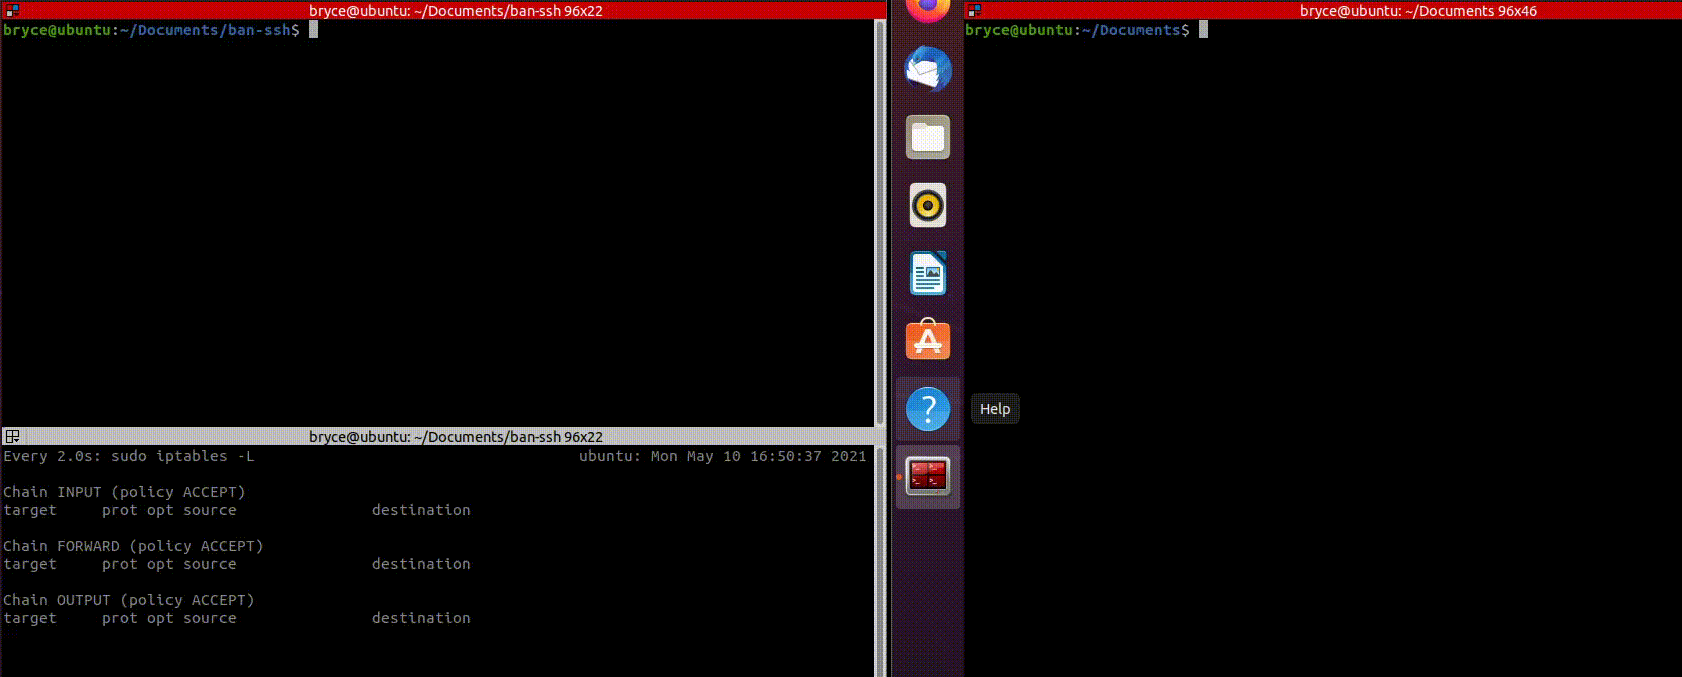 bryce@ubuntu: ~/Documents/ban-ssh 96x22
bryce@ubuntu:~/Documents/ban-ssh$
bryce@ubuntu: ~/Documents/ban-ssh 96x22
Every 2.0s: sudo iptables -L ubuntu: Mon May 10 16:50:37 2021
Chain INPUT (policy ACCEPT)
target prot opt source destination
Chain FORWARD (policy ACCEPT)
target prot opt source destination
Chain OUTPUT (policy ACCEPT)
target prot opt source destination
Help
bryce@ubuntu: ~/Documents 96x46
bryce@ubuntu:~/Documents$